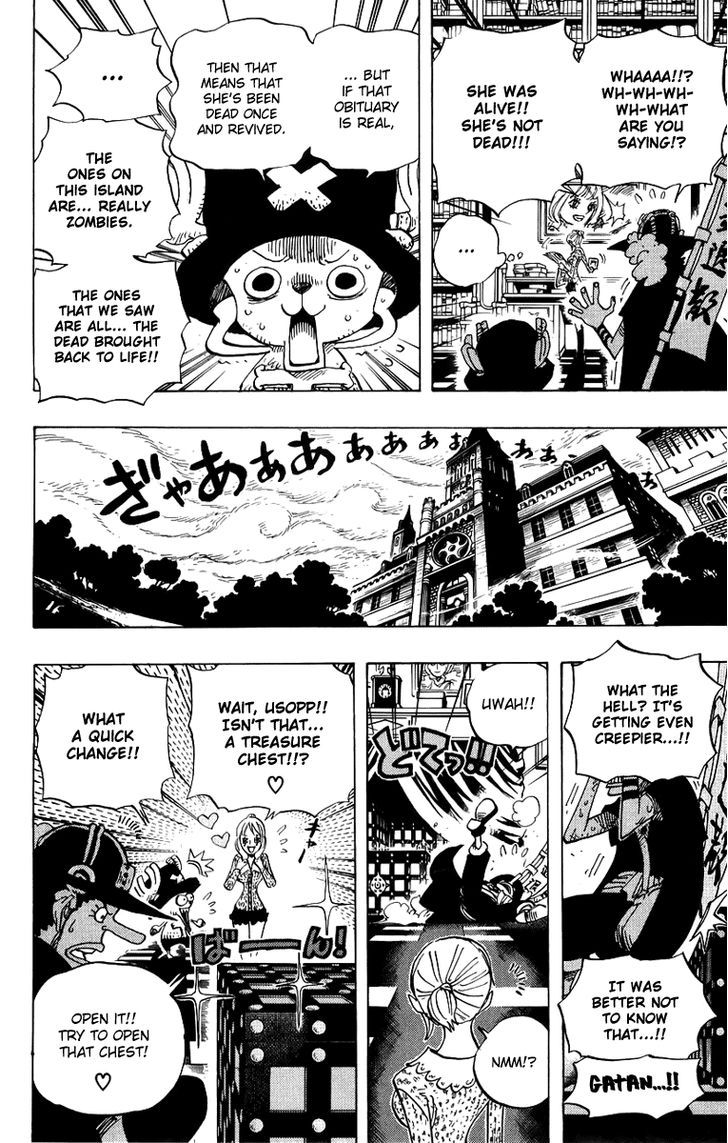 WHAAAA!!?
WH-WH-WH-
WH-WHAT
ARE YOU
SAYING!?
SHE WAS
ALIVE!!
SHE'S NOT
DEAD!!!
...
... BUT
IF THAT
OBITUARY
IS REAL,
THEN THAT
MEANS THAT
SHE'S BEEN
DEAD ONCE
AND REVIVED.
...
THE
ONES ON
THIS ISLAND
ARE... REALLY
ZOMBIES.
THE ONES
THAT WE SAW
ARE ALL... THE
DEAD BROUGHT
BACK TO LIFE!!
ぎゃあああああああぁぁ
WHAT THE
HELL? IT'S
GETTING EVEN
CREEPIER...!!
IT WAS
BETTER NOT
TO KNOW
THAT...!!
GATAN...!!
UWAH!!
どてっ!!
NMM!?
WAIT, USOPP!!
ISN'T THAT...
A TREASURE
CHEST!?
♡
WHAT
A QUICK
CHANGE!!
ばーん!
OPEN IT!!
TRY TO OPEN
THAT CHEST!
♡